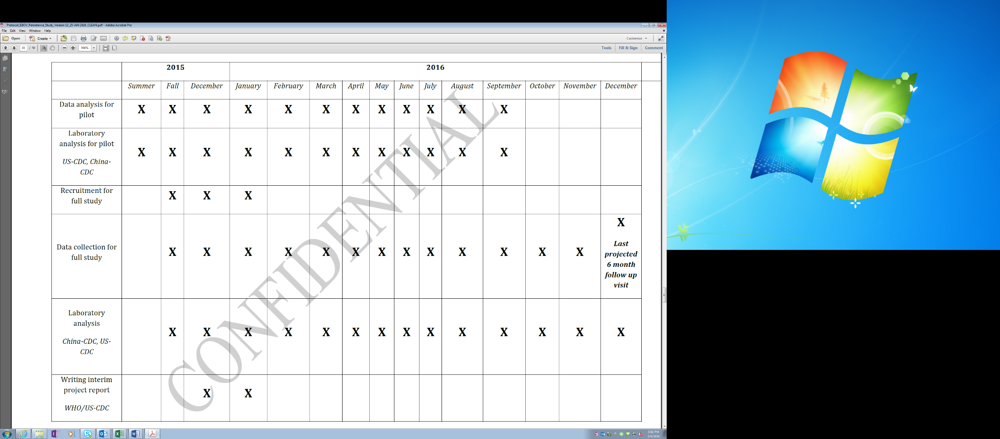 Protocol_EBOV_Persistence_Study_Version 12_25 JAN 2016_CLEAN.pdf - Adobe Acrobat Pro
File Edit View Window Help
Open Create Customize
33 / 50 194% Tools Fill & Sign Comment
2015 2016
Summer Fall December January February March April May June July August September October November December
Data analysis for
pilot
X X X X X X X X X X X X
Laboratory
analysis for pilot
US-CDC, China-
CDC
X X X X X X X X X X X X
Recruitment for
full study
X X X
Data collection for
full study
X X X X X X X X X X X X X X
Last
projected
6 month
follow up
visit
Laboratory
analysis
China-CDC, US-
CDC
X X X X X X X X X X X X X X
Writing interim
project report
WHO/US-CDC
X X
CONFIDENTIAL
5:01 PM
3/4/2016